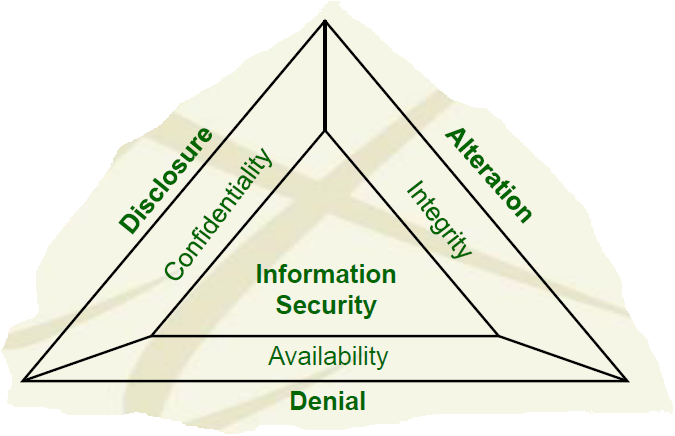 Disclosure
Confidentiality
Alteration
Integrity
Information
Security
Availability
Denial